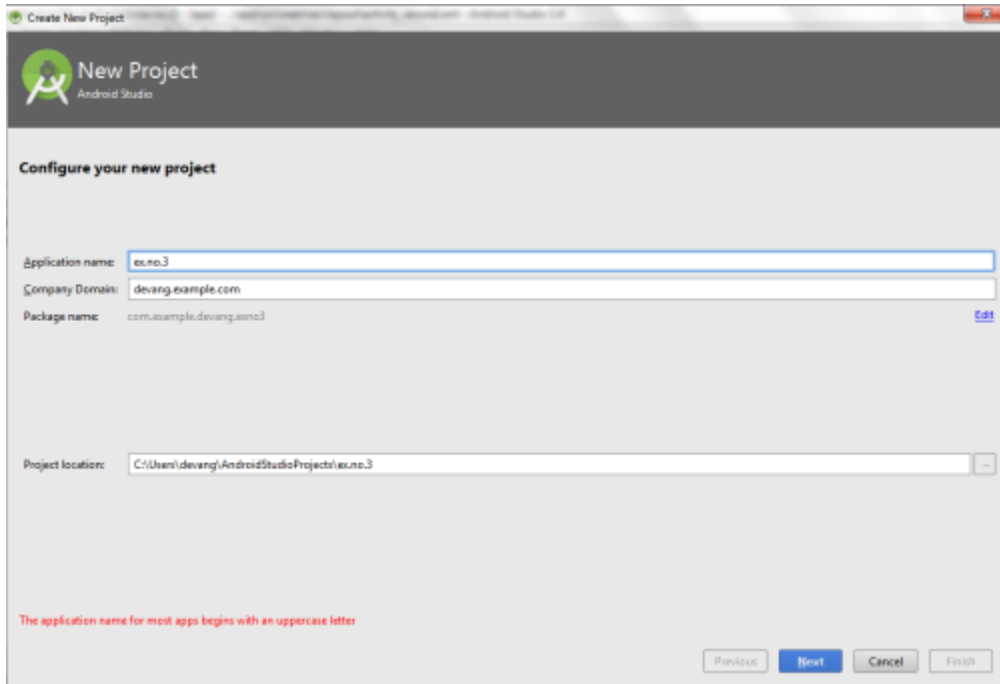 Create New Project
New Project
Android Studio
Configure your new project
Application name: ex.no.3
Company Domain: devang.example.com
Package name: com.example.devang.exno3 Edit
Project location: C:\Users\devang\AndroidStudioProjects\ex.no.3 ...
The application name for most apps begins with an uppercase letter
Previous Next Cancel Finish